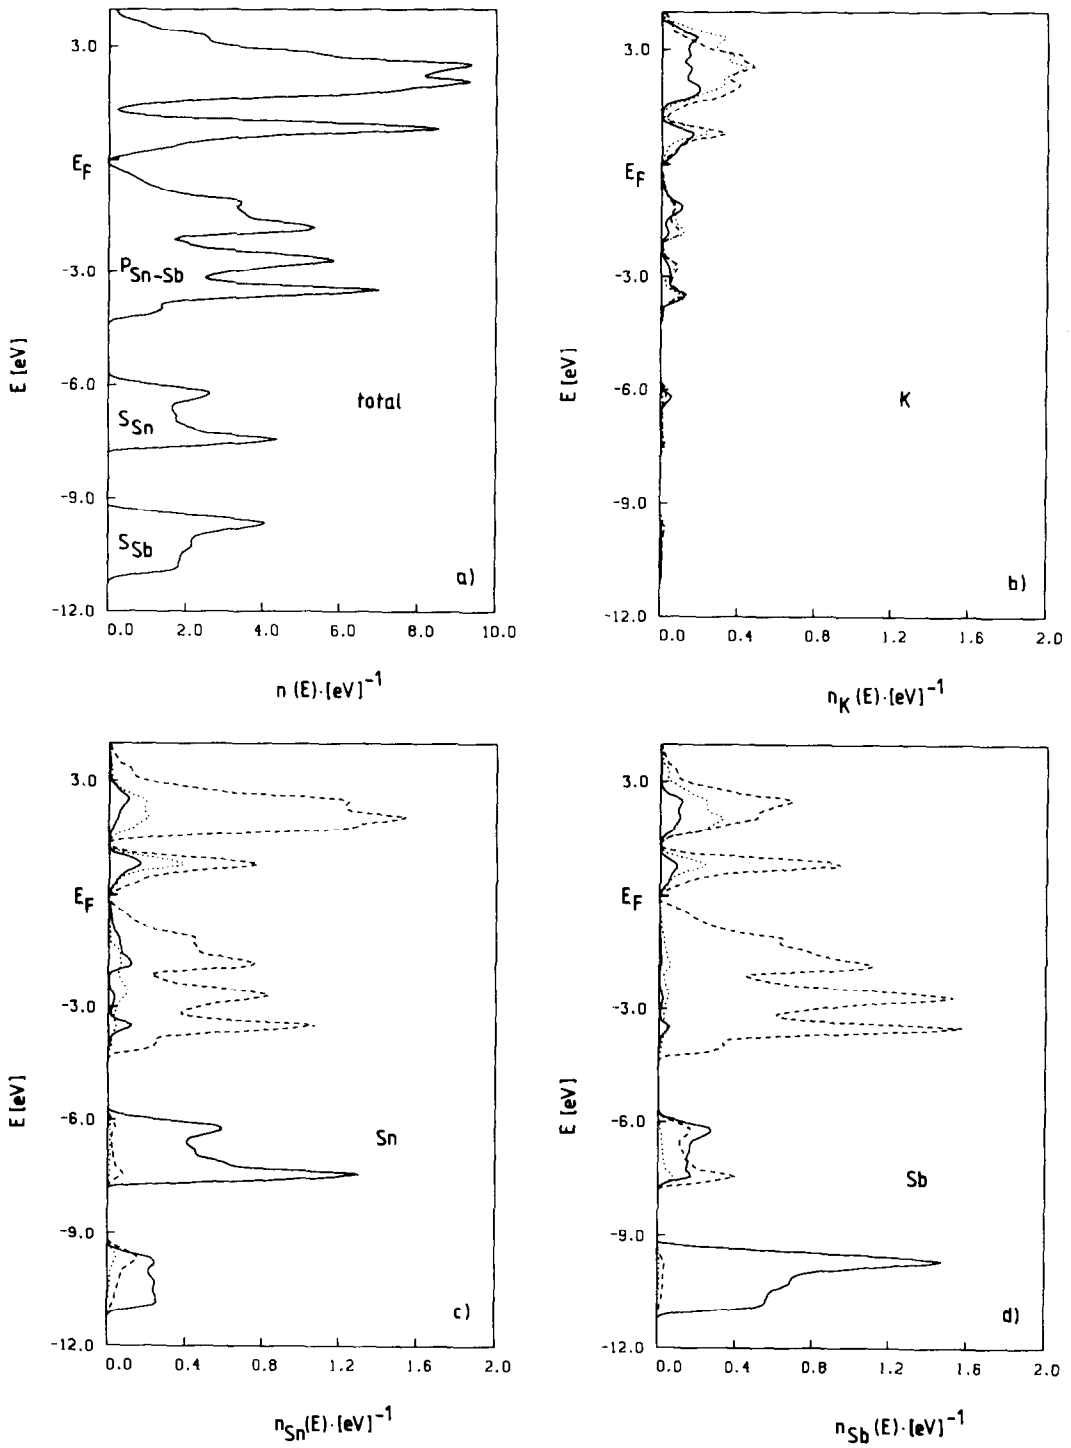 3.0
E_F
P_Sn-Sb
-3.0
E [eV]
-6.0
total
S_Sn
-9.0
S_Sb
a)
-12.0
0.0 2.0 4.0 6.0 8.0 10.0
n (E)·[eV]^-1
3.0
E_F
-3.0
E [eV]
-6.0
K
-9.0
b)
-12.0
0.0 0.4 0.8 1.2 1.6 2.0
n_K (E)·[eV]^-1
3.0
E_F
-3.0
E [eV]
-6.0
Sn
-9.0
c)
-12.0
0.0 0.4 0.8 1.2 1.6 2.0
n_Sn(E)·[eV]^-1
3.0
E_F
-3.0
E [eV]
-6.0
Sb
-9.0
d)
-12.0
0.0 0.4 0.8 1.2 1.6 2.0
n_Sb (E)·[eV]^-1